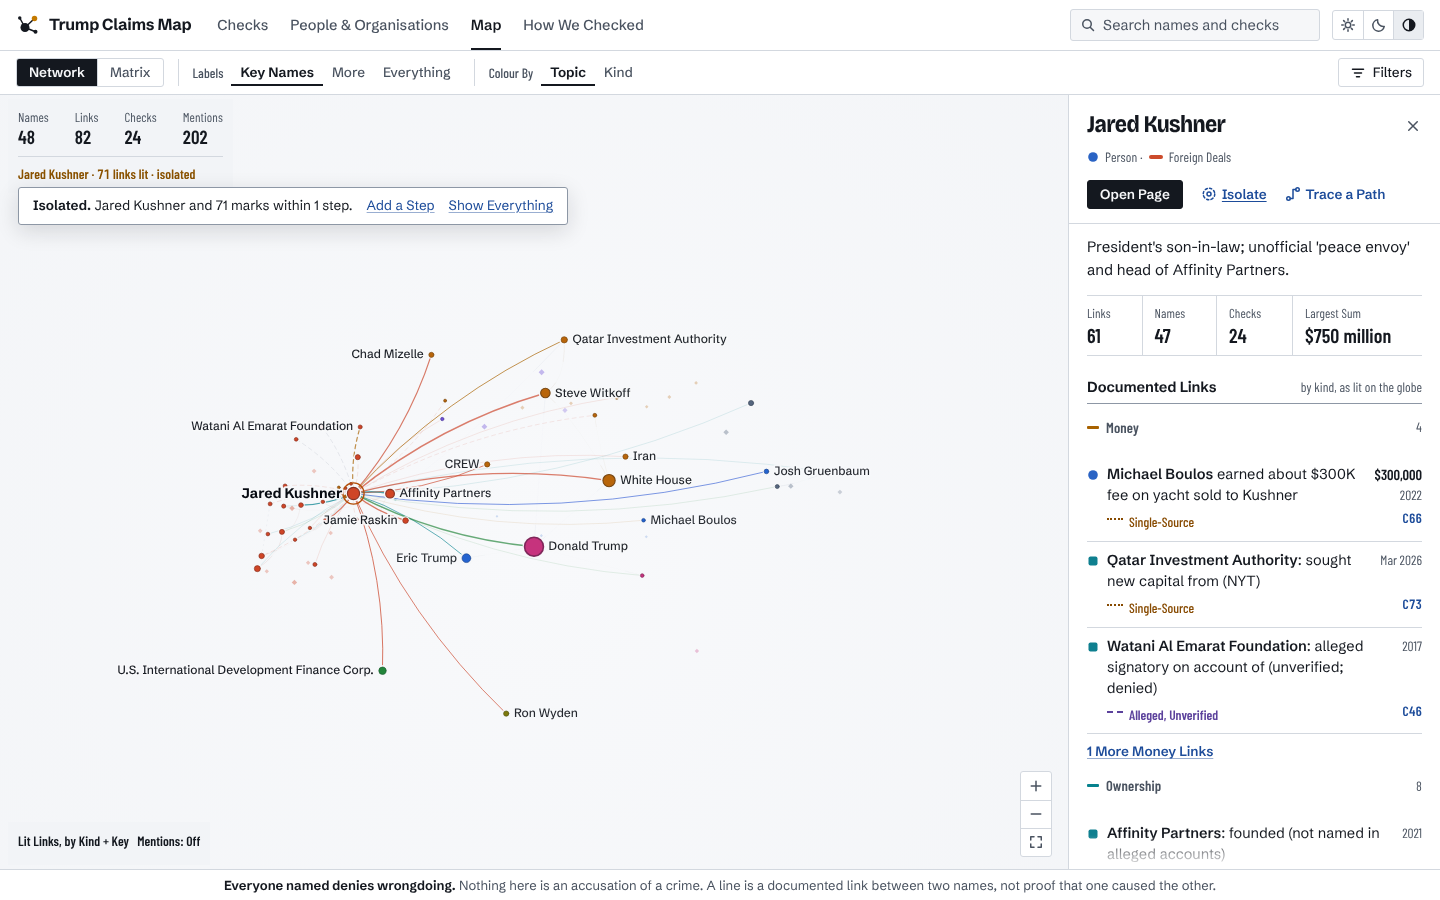 Trump Claims Map
Checks
People & Organisations
Map
How We Checked
Search names and checks
Network
Matrix
Labels
Key Names
More
Everything
Colour By
Topic
Kind
Filters
Names
Links
Checks
Mentions
48
82
24
202
Jared Kushner · 71 links lit · isolated
Isolated. Jared Kushner and 71 marks within 1 step. Add a Step Show Everything
Qatar Investment Authority
Chad Mizelle
Steve Witkoff
Watani Al Emarat Foundation
CREW
Iran
Josh Gruenbaum
White House
Jared Kushner
Affinity Partners
Jamie Raskin
Michael Boulos
Donald Trump
Eric Trump
U.S. International Development Finance Corp.
Ron Wyden
Lit Links, by Kind + Key Mentions: Off
Jared Kushner
Person · Foreign Deals
Open Page
Isolate
Trace a Path
President's son-in-law; unofficial 'peace envoy'
and head of Affinity Partners.
Links
Names
Checks
Largest Sum
61
47
24
$750 million
Documented Links
by kind, as lit on the globe
Money
4
Michael Boulos earned about $300K $300,000
fee on yacht sold to Kushner 2022
Single-Source C66
Qatar Investment Authority: sought Mar 2026
new capital from (NYT)
Single-Source C73
Watani Al Emarat Foundation: alleged 2017
signatory on account of (unverified;
denied)
Alleged, Unverified C46
1 More Money Links
Ownership
8
Affinity Partners: founded (not named in 2021
alleged accounts)
Everyone named denies wrongdoing. Nothing here is an accusation of a crime. A line is a documented link between two names, not proof that one caused the other.